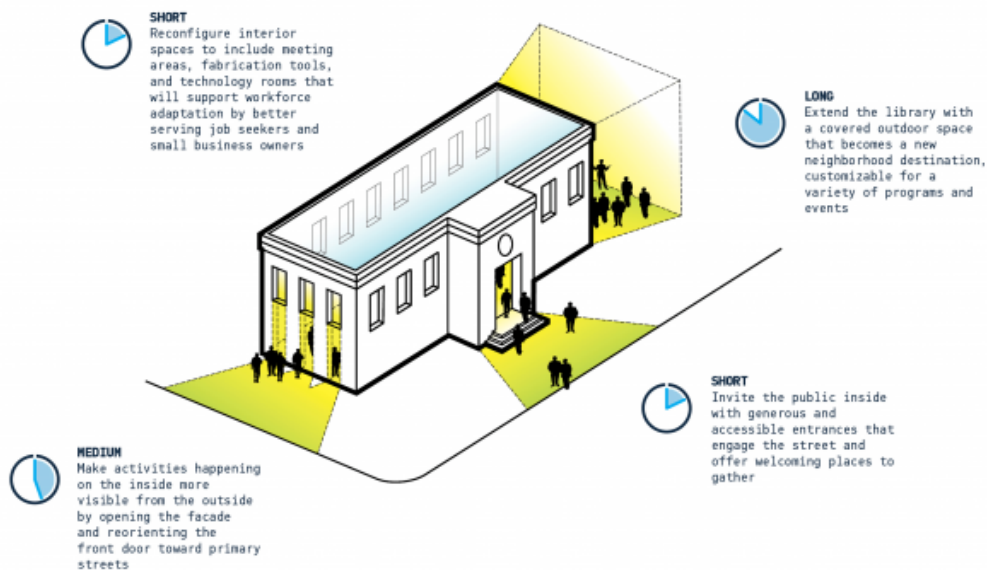 SHORT
Reconfigure interior
spaces to include meeting
areas, fabrication tools,
and technology rooms that
will support workforce
adaptation by better
serving job seekers and
small business owners
LONG
Extend the library with
a covered outdoor space
that becomes a new
neighborhood destination,
customizable for a
variety of programs and
events
SHORT
Invite the public inside
with generous and
accessible entrances that
engage the street and
offer welcoming places to
gather
MEDIUM
Make activities happening
on the inside more
visible from the outside
by opening the facade
and reorienting the
front door toward primary
streets